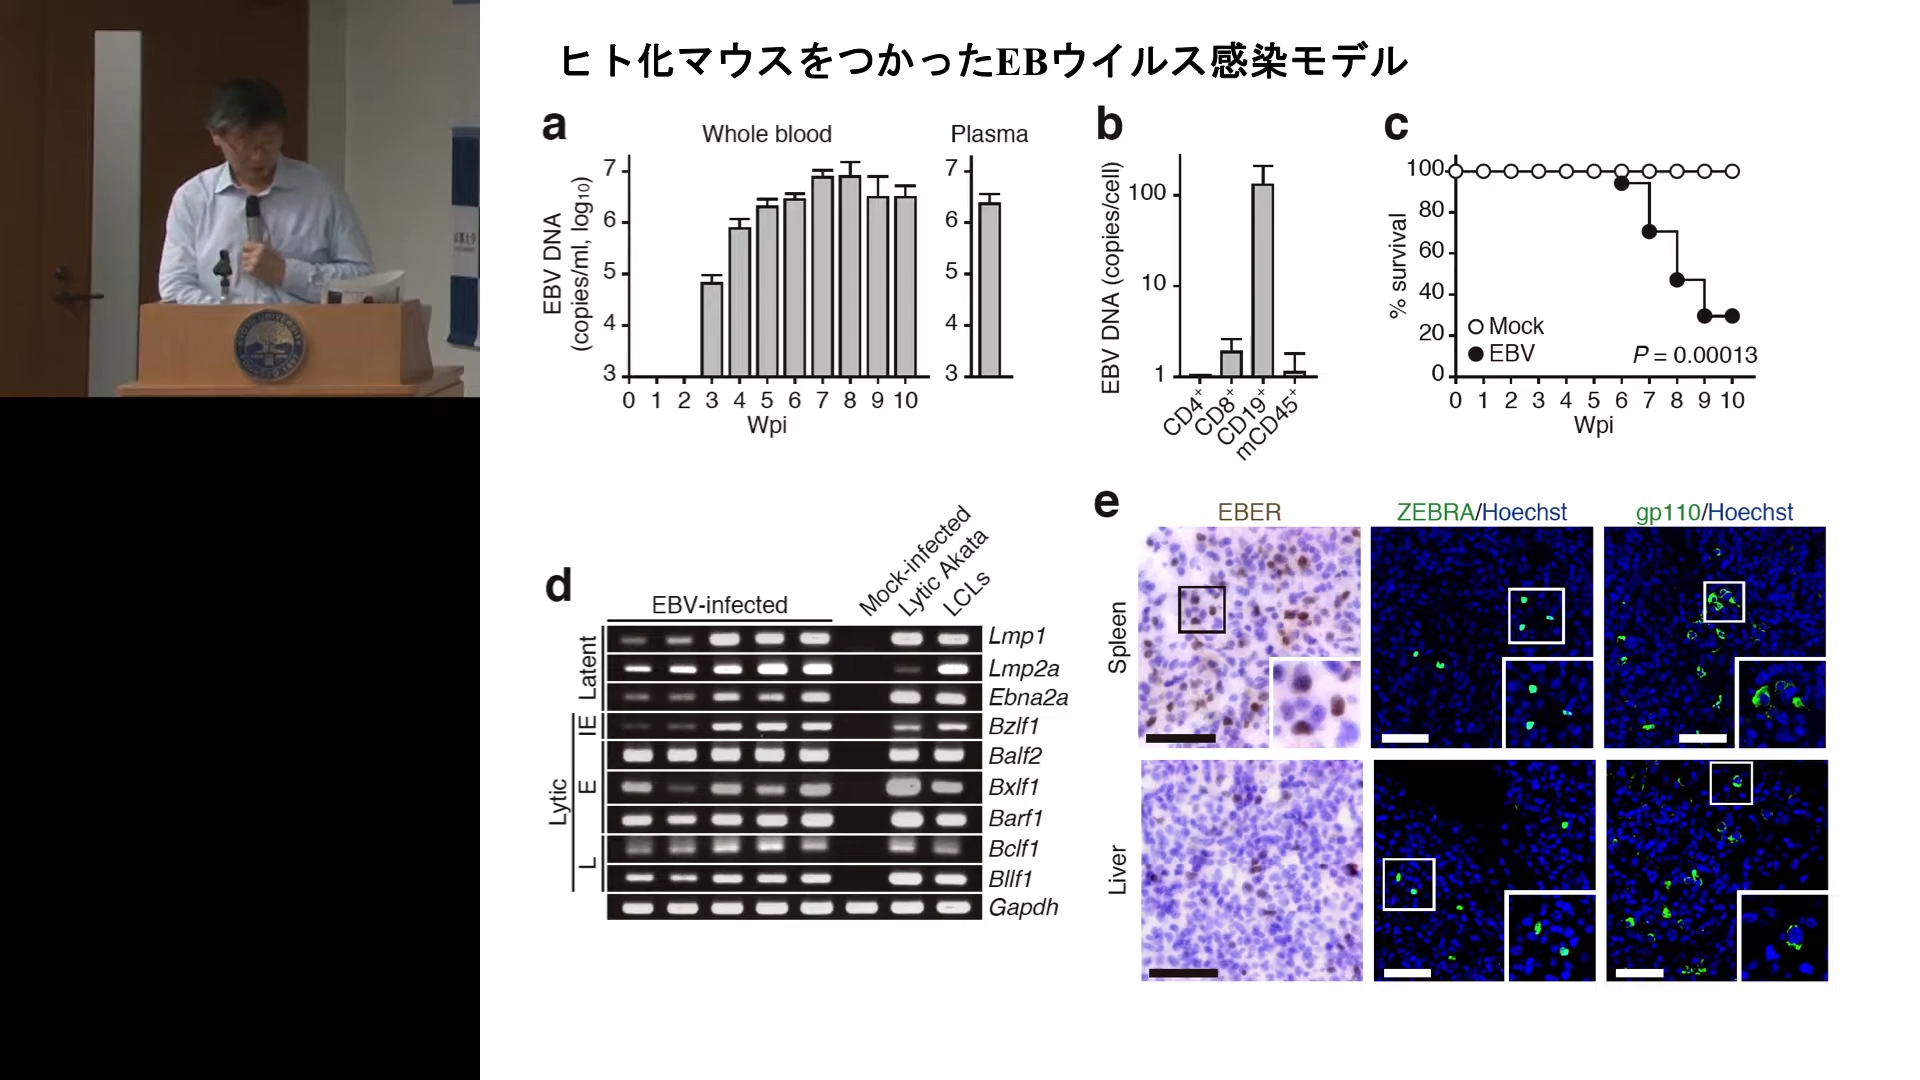 ヒト化マウスをつかったEBウイルス感染モデル
a
Whole blood
Plasma
EBV DNA
(copies/ml, log10)
7
6
5
4
3
0 1 2 3 4 5 6 7 8 9 10
Wpi
7
6
5
4
3
b
EBV DNA (copies/cell)
100
10
1
CD4+
CD8+
CD19+
mCD45+
c
% survival
100
80
60
40
20
0
Mock
EBV
P = 0.00013
0 1 2 3 4 5 6 7 8 9 10
Wpi
d
EBV-infected
Mock-infected
Lytic Akata
LCLs
Latent
Lytic
IE
E
L
Lmp1
Lmp2a
Ebna2a
Bzlf1
Balf2
Bxlf1
Barf1
Bclf1
Bllf1
Gapdh
e
EBER
ZEBRA/Hoechst
gp110/Hoechst
Spleen
Liver